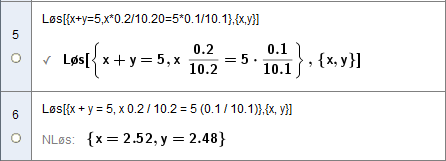 5
Løs[{x+y=5,x*0.2/10.20=5*0.1/10.1},{x,y}]
✓ Løs[{x + y = 5, x 0.2/10.2 = 5 · 0.1/10.1}, {x, y}]
6
Løs[{x + y = 5, x 0.2 / 10.2 = 5 (0.1 / 10.1)},{x, y}]
NLøs: {x = 2.52, y = 2.48}